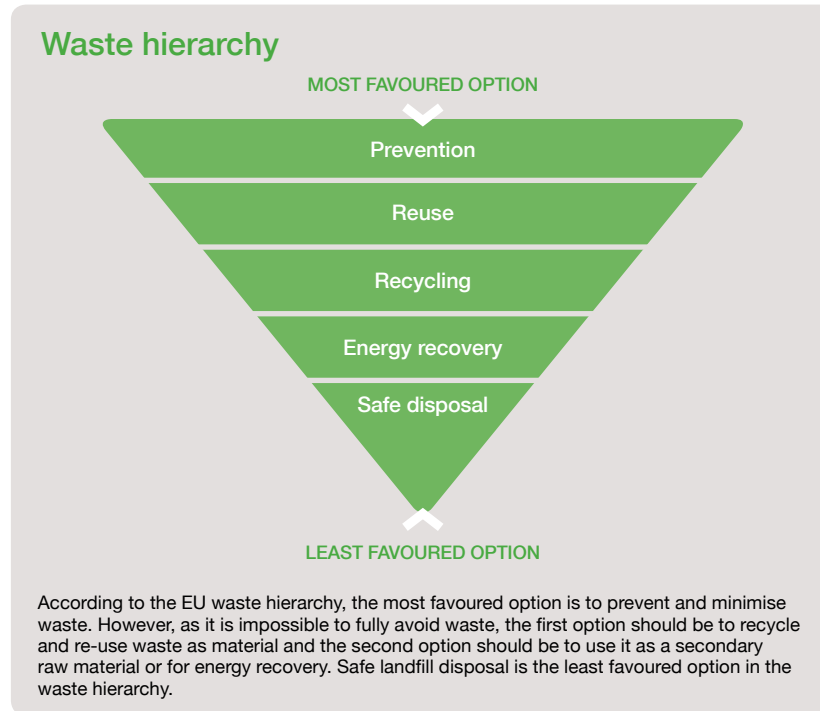 Waste hierarchy
MOST FAVOURED OPTION
Prevention
Reuse
Recycling
Energy recovery
Safe disposal
LEAST FAVOURED OPTION
According to the EU waste hierarchy, the most favoured option is to prevent and minimise
waste. However, as it is impossible to fully avoid waste, the first option should be to recycle
and re-use waste as material and the second option should be to use it as a secondary
raw material or for energy recovery. Safe landfill disposal is the least favoured option in the
waste hierarchy.